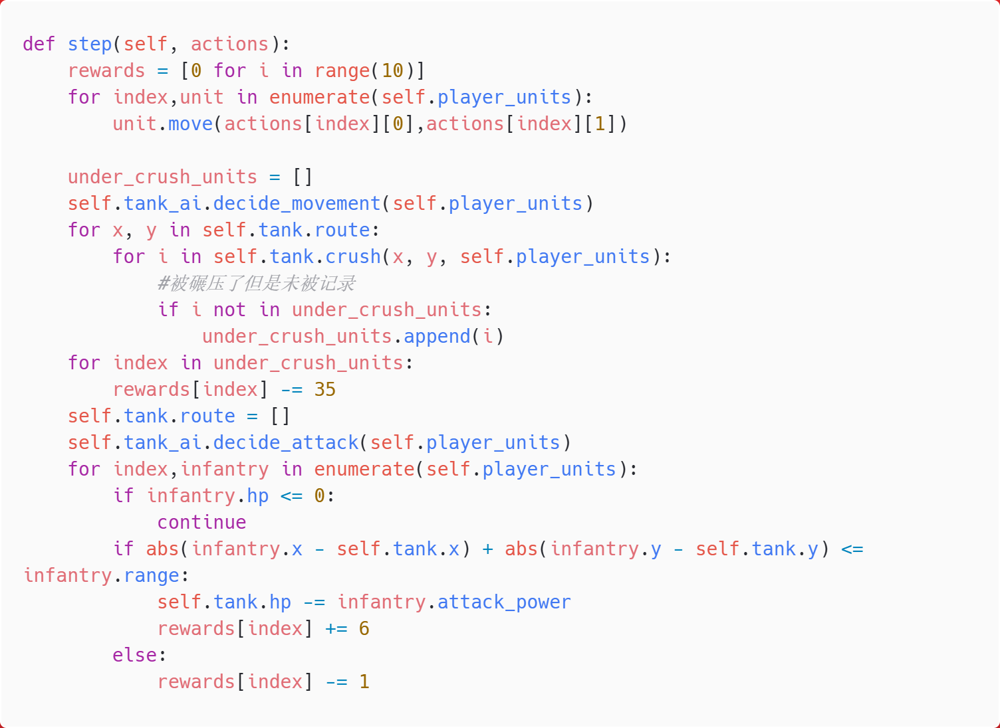 def step(self, actions):
    rewards = [0 for i in range(10)]
    for index,unit in enumerate(self.player_units):
        unit.move(actions[index][0],actions[index][1])

    under_crush_units = []
    self.tank_ai.decide_movement(self.player_units)
    for x, y in self.tank.route:
        for i in self.tank.crush(x, y, self.player_units):
            #被碾压了但是未被记录
            if i not in under_crush_units:
                under_crush_units.append(i)
    for index in under_crush_units:
        rewards[index] -= 35
    self.tank.route = []
    self.tank_ai.decide_attack(self.player_units)
    for index,infantry in enumerate(self.player_units):
        if infantry.hp <= 0:
            continue
        if abs(infantry.x - self.tank.x) + abs(infantry.y - self.tank.y) <=
infantry.range:
            self.tank.hp -= infantry.attack_power
            rewards[index] += 6
        else:
            rewards[index] -= 1